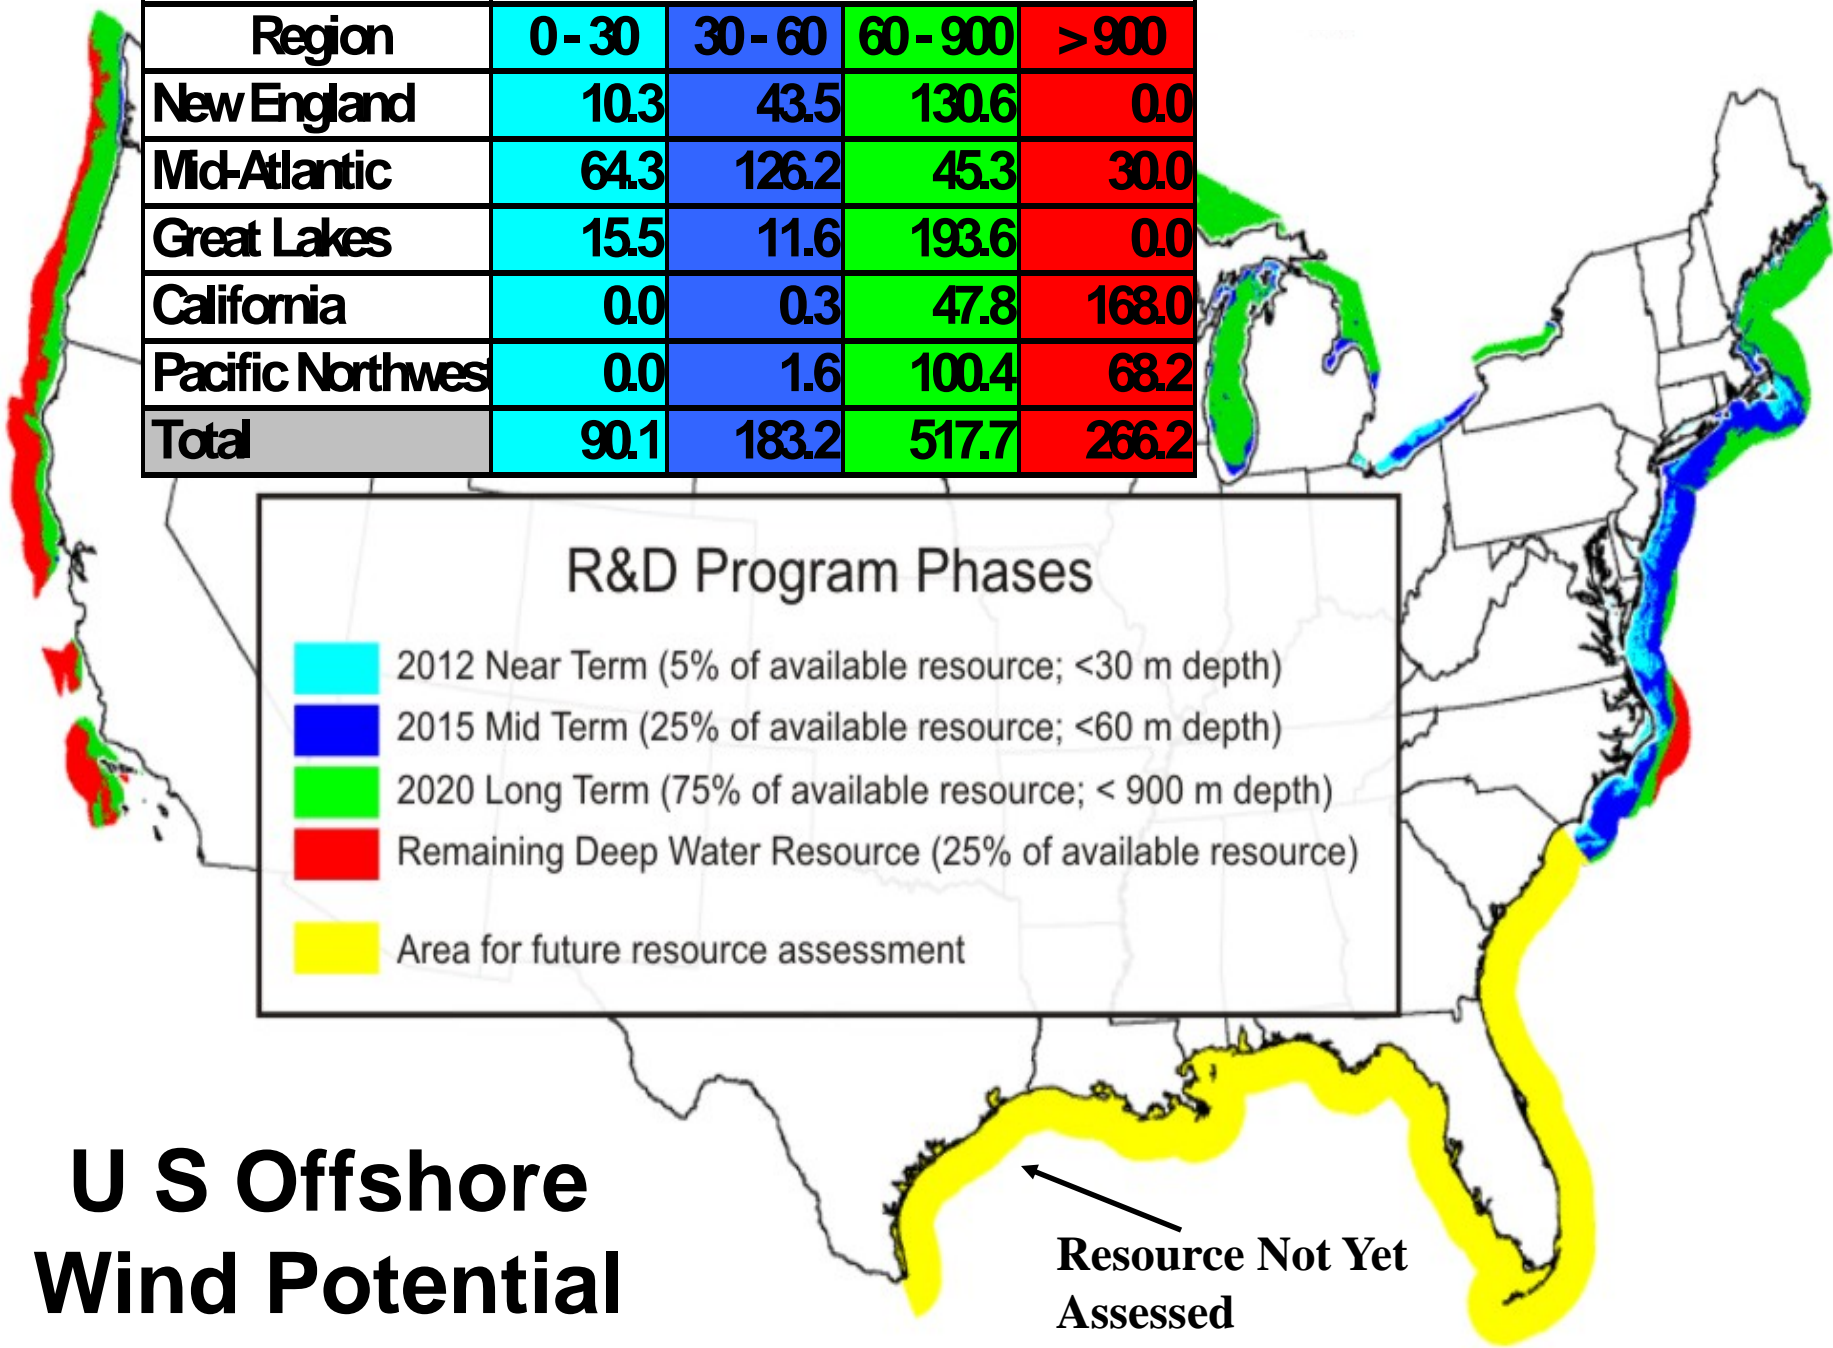 Region 0 - 30 30 - 60 60 - 900 > 900
New England 10.3 43.5 130.6 0.0
Mid-Atlantic 64.3 126.2 45.3 30.0
Great Lakes 15.5 11.6 193.6 0.0
California 0.0 0.3 47.8 168.0
Pacific Northwes 0.0 1.6 100.4 68.2
Total 90.1 183.2 517.7 266.2
R&D Program Phases
2012 Near Term (5% of available resource; <30 m depth)
2015 Mid Term (25% of available resource; <60 m depth)
2020 Long Term (75% of available resource; < 900 m depth)
Remaining Deep Water Resource (25% of available resource)
Area for future resource assessment
U S Offshore
Wind Potential
Resource Not Yet
Assessed